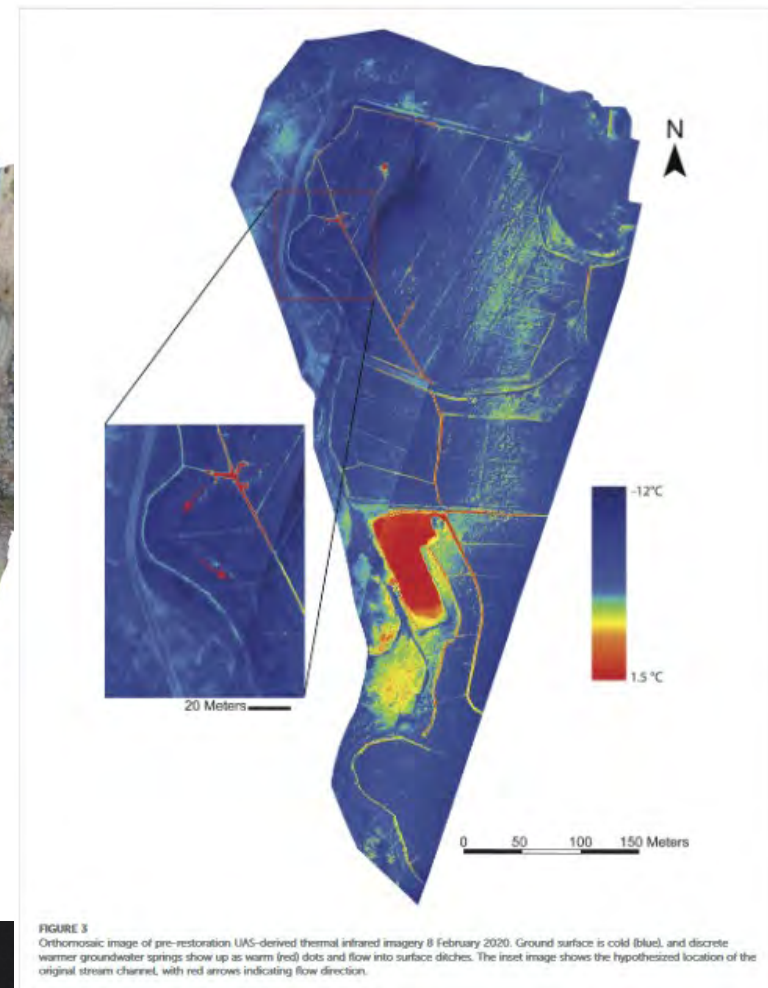 N
-12°C
1.5 °C
20 Meters
0 50 100 150 Meters
FIGURE 3
Orthomosaic image of pre-restoration UAS-derived thermal infrared imagery 8 February 2020. Ground surface is cold (blue), and discrete
warmer groundwater springs show up as warm (red) dots and flow into surface ditches. The inset image shows the hypothesized location of the
original stream channel, with red arrows indicating flow direction.